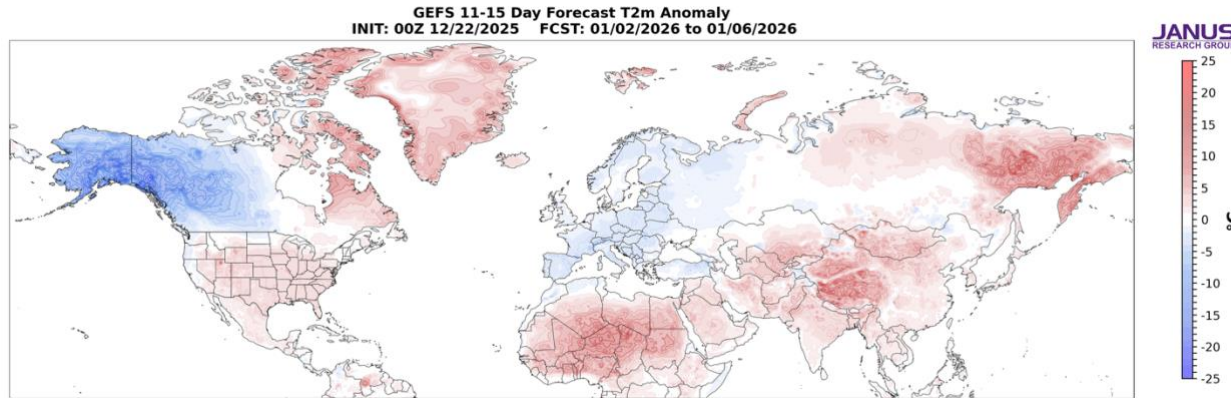 GEFS 11-15 Day Forecast T2m Anomaly
INIT: 00Z 12/22/2025 FCST: 01/02/2026 to 01/06/2026
JANUS
RESEARCH GROUP
25
20
15
10
5
0
-5
-10
-15
-20
-25
°C